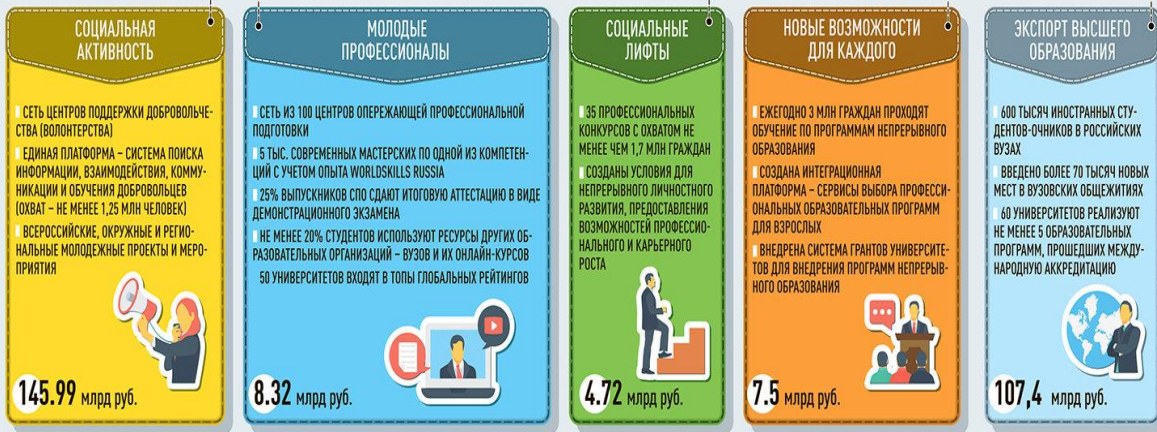 СОЦИАЛЬНАЯ
АКТИВНОСТЬ
СЕТЬ ЦЕНТРОВ ПОДДЕРЖКИ ДОБРОВОЛЬЧЕ-
СТВА (ВОЛОНТЕРСТВА)
ЕДИНАЯ ПЛАТФОРМА – СИСТЕМА ПОИСКА
ИНФОРМАЦИИ, ВЗАИМОДЕЙСТВИЯ, КОММУ-
НИКАЦИИ И ОБУЧЕНИЯ ДОБРОВОЛЬЦЕВ
(ОХВАТ – НЕ МЕНЕЕ 1,25 МЛН ЧЕЛОВЕК)
ВСЕРОССИЙСКИЕ, ОКРУЖНЫЕ И РЕГИО-
НАЛЬНЫЕ МОЛОДЕЖНЫЕ ПРОЕКТЫ И МЕРО-
ПРИЯТИЯ
145.99 млрд руб.
МОЛОДЫЕ
ПРОФЕССИОНАЛЫ
СЕТЬ ИЗ 100 ЦЕНТРОВ ОПЕРЕЖАЮЩЕЙ ПРОФЕССИОНАЛЬНОЙ
ПОДГОТОВКИ
5 ТЫС. СОВРЕМЕННЫХ МАСТЕРСКИХ ПО ОДНОЙ ИЗ КОМПЕТЕН-
ЦИЙ С УЧЕТОМ ОПЫТА WORLDSKILLS RUSSIA
25% ВЫПУСКНИКОВ СПО СДАЮТ ИТОГОВУЮ АТТЕСТАЦИЮ В ВИДЕ
ДЕМОНСТРАЦИОННОГО ЭКЗАМЕНА
НЕ МЕНЕЕ 20% СТУДЕНТОВ ИСПОЛЬЗУЮТ РЕСУРСЫ ДРУГИХ ОБ-
РАЗОВАТЕЛЬНЫХ ОРГАНИЗАЦИЙ – ВУЗОВ И ИХ ОНЛАЙН-КУРСОВ
50 УНИВЕРСИТЕТОВ ВХОДЯТ В ТОПЫ ГЛОБАЛЬНЫХ РЕЙТИНГОВ
8.32 млрд руб.
СОЦИАЛЬНЫЕ
ЛИФТЫ
35 ПРОФЕССИОНАЛЬНЫХ
КОНКУРСОВ С ОХВАТОМ НЕ
МЕНЕЕ ЧЕМ 1,7 МЛН ГРАЖДАН
СОЗДАНЫ УСЛОВИЯ ДЛЯ
НЕПРЕРЫВНОГО ЛИЧНОСТНОГО
РАЗВИТИЯ, ПРЕДОСТАВЛЕНИЯ
ВОЗМОЖНОСТЕЙ ПРОФЕССИО-
НАЛЬНОГО И КАРЬЕРНОГО
РОСТА
4.72 млрд руб.
НОВЫЕ ВОЗМОЖНОСТИ
ДЛЯ КАЖДОГО
ЕЖЕГОДНО 3 МЛН ГРАЖДАН ПРОХОДЯТ
ОБУЧЕНИЕ ПО ПРОГРАММАМ НЕПРЕРЫВНОГО
ОБРАЗОВАНИЯ
СОЗДАНА ИНТЕГРАЦИОННАЯ
ПЛАТФОРМА – СЕРВИСЫ ВЫБОРА ПРОФЕССИ-
ОНАЛЬНЫХ ОБРАЗОВАТЕЛЬНЫХ ПРОГРАММ
ДЛЯ ВЗРОСЛЫХ
ВНЕДРЕНА СИСТЕМА ГРАНТОВ УНИВЕРСИТЕ-
ТОВ ДЛЯ ВНЕДРЕНИЯ ПРОГРАММ НЕПРЕРЫВ-
НОГО ОБРАЗОВАНИЯ
7.5 млрд руб.
ЭКСПОРТ ВЫСШЕГО
ОБРАЗОВАНИЯ
600 ТЫСЯЧ ИНОСТРАННЫХ СТУ-
ДЕНТОВ-ОЧНИКОВ В РОССИЙСКИХ
ВУЗАХ
ВВЕДЕНО БОЛЕЕ 70 ТЫСЯЧ НОВЫХ
МЕСТ В ВУЗОВСКИХ ОБЩЕЖИТИЯХ
60 УНИВЕРСИТЕТОВ РЕАЛИЗУЮТ
НЕ МЕНЕЕ 5 ОБРАЗОВАТЕЛЬНЫХ
ПРОГРАММ, ПРОШЕДШИХ МЕЖДУ-
НАРОДНУЮ АККРЕДИТАЦИЮ
107,4 млрд руб.